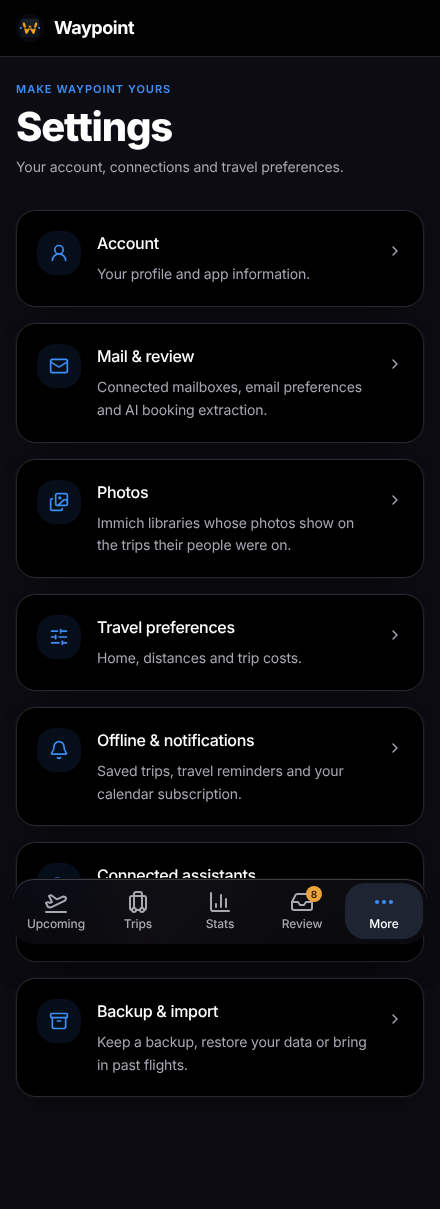 Waypoint
MAKE WAYPOINT YOURS
Settings
Your account, connections and travel preferences.
Account
Your profile and app information.
Mail & review
Connected mailboxes, email preferences
and AI booking extraction.
Photos
Immich libraries whose photos show on
the trips their people were on.
Travel preferences
Home, distances and trip costs.
Offline & notifications
Saved trips, travel reminders and your
calendar subscription.
Connected assistants
8
Upcoming
Trips
Stats
Review
More
Backup & import
Keep a backup, restore your data or bring
in past flights.